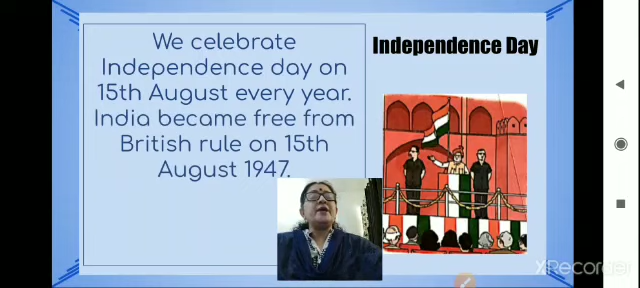 We celebrate
Independence day on
15th August every year.
India became free from
British rule on 15th
August 1947.
Independence Day
XRecorder